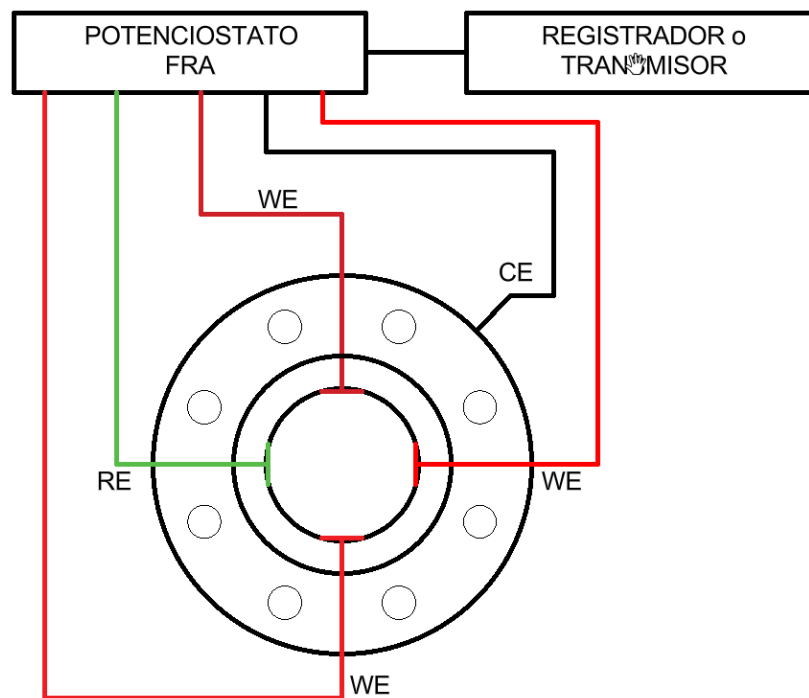 POTENCIOSTATO
FRA
REGISTRADOR o
TRANSMISOR
WE
CE
RE
WE
WE